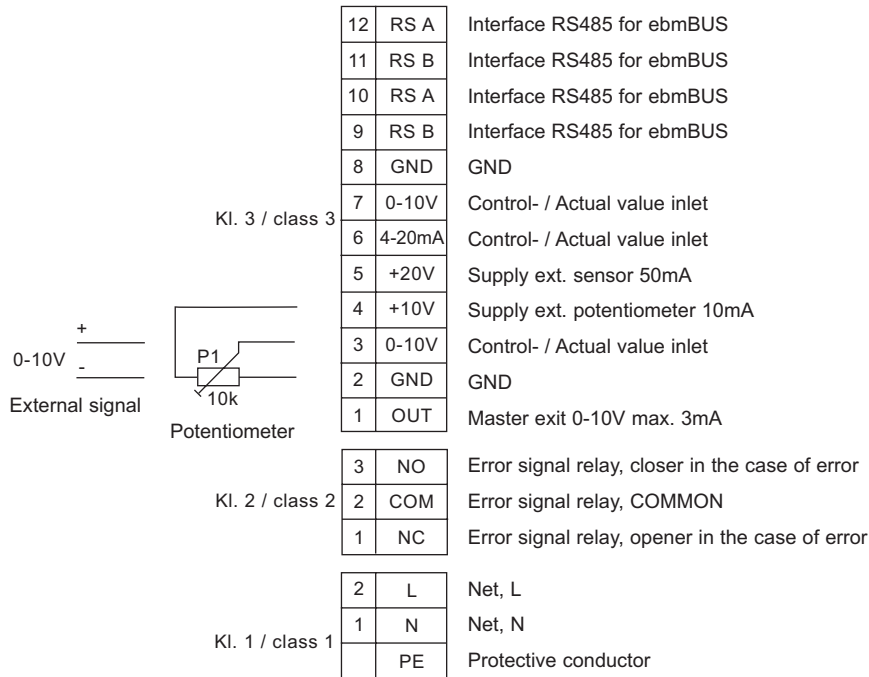 12 RS A Interface RS485 for ebmBUS
11 RS B Interface RS485 for ebmBUS
10 RS A Interface RS485 for ebmBUS
9 RS B Interface RS485 for ebmBUS
8 GND GND
Kl. 3 / class 3
7 0-10V Control- / Actual value inlet
6 4-20mA Control- / Actual value inlet
5 +20V Supply ext. sensor 50mA
4 +10V Supply ext. potentiometer 10mA
3 0-10V Control- / Actual value inlet
2 GND GND
1 OUT Master exit 0-10V max. 3mA
+
0-10V
-
External signal
P1
10k
Potentiometer
3 NO Error signal relay, closer in the case of error
Kl. 2 / class 2 2 COM Error signal relay, COMMON
1 NC Error signal relay, opener in the case of error
2 L Net, L
1 N Net, N
Kl. 1 / class 1
PE Protective conductor